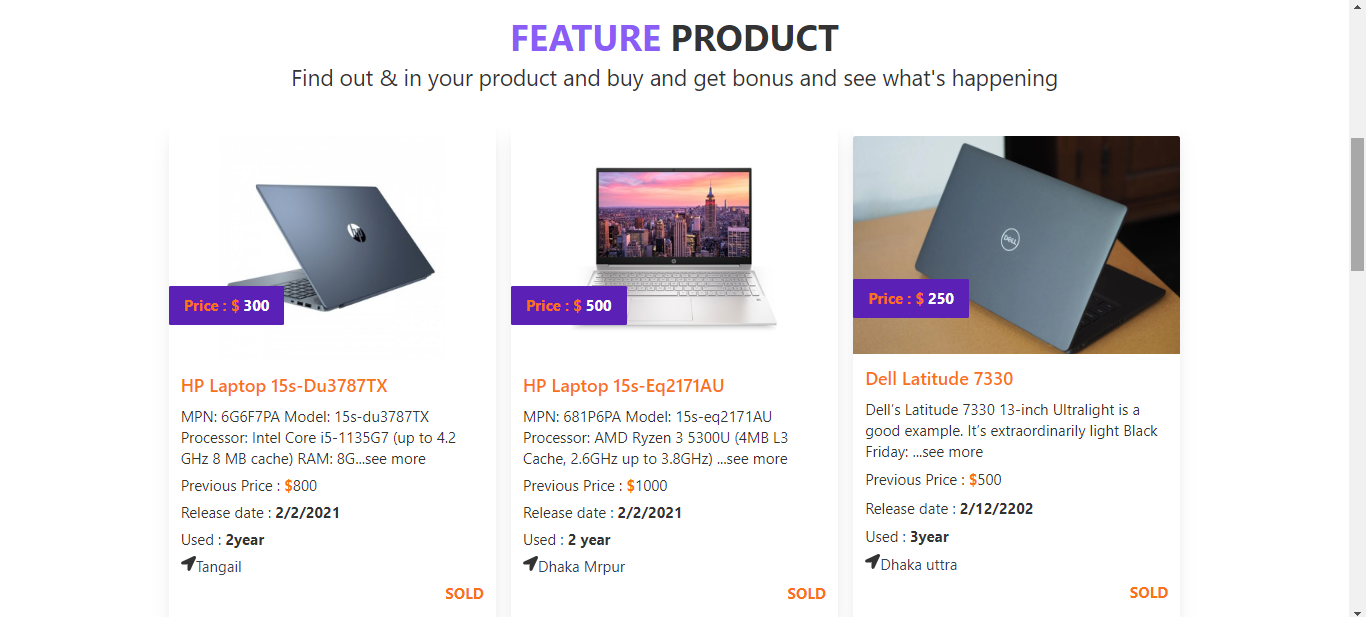 FEATURE PRODUCT
Find out & in your product and buy and get bonus and see what's happening
hp
Price : $ 300
HP Laptop 15s-Du3787TX
MPN: 6G6F7PA Model: 15s-du3787TX
Processor: Intel Core i5-1135G7 (up to 4.2
GHz 8 MB cache) RAM: 8G...see more
Previous Price : $800
Release date : 2/2/2021
Used : 2year
Tangail
SOLD
Price : $ 500
HP Laptop 15s-Eq2171AU
MPN: 681P6PA Model: 15s-eq2171AU
Processor: AMD Ryzen 3 5300U (4MB L3
Cache, 2.6GHz up to 3.8GHz) ...see more
Previous Price : $1000
Release date : 2/2/2021
Used : 2 year
Dhaka Mrpur
SOLD
DELL
Price : $ 250
Dell Latitude 7330
Dell’s Latitude 7330 13-inch Ultralight is a
good example. It’s extraordinarily light Black
Friday: ...see more
Previous Price : $500
Release date : 2/12/2202
Used : 3year
Dhaka uttra
SOLD